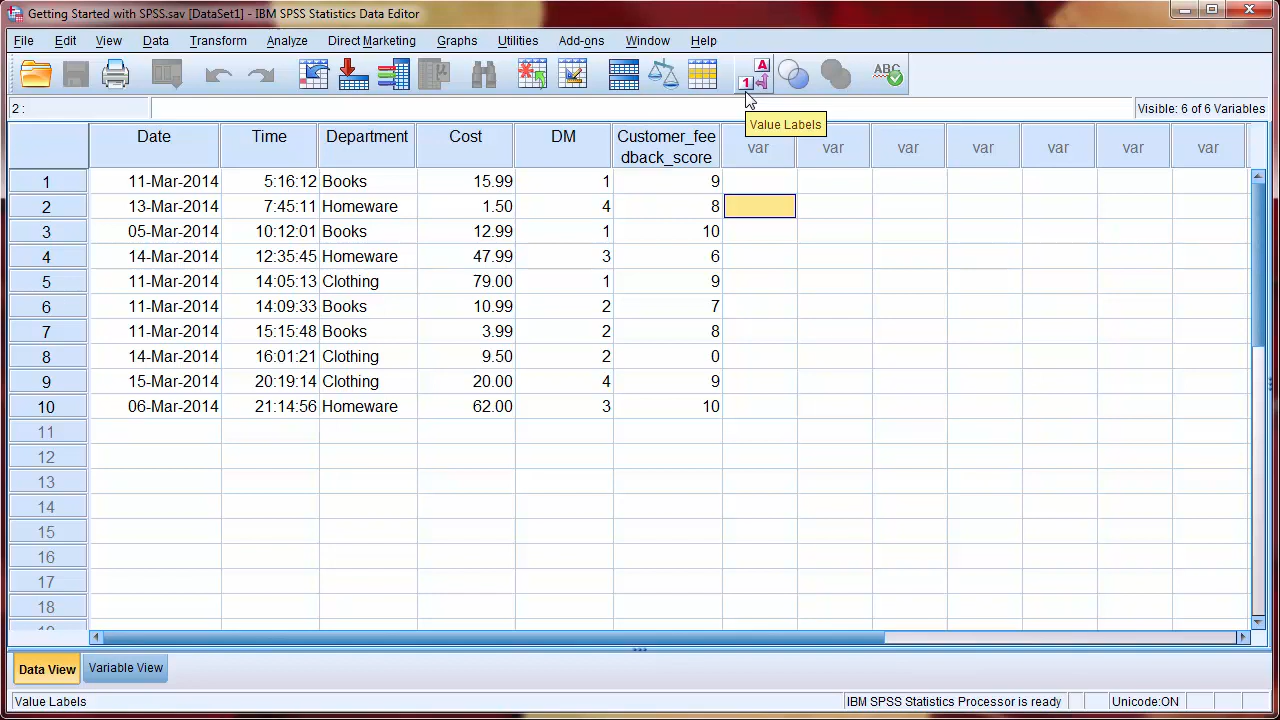 Getting Started with SPSS.sav [DataSet1] - IBM SPSS Statistics Data Editor
File Edit View Data Transform Analyze Direct Marketing Graphs Utilities Add-ons Window Help
1 A ABC
2 : Visible: 6 of 6 Variables
Value Labels
Date Time Department Cost DM Customer_fee
dback_score var var var var var var var
1 11-Mar-2014 5:16:12 Books 15.99 1 9
2 13-Mar-2014 7:45:11 Homeware 1.50 4 8
3 05-Mar-2014 10:12:01 Books 12.99 1 10
4 14-Mar-2014 12:35:45 Homeware 47.99 3 6
5 11-Mar-2014 14:05:13 Clothing 79.00 1 9
6 11-Mar-2014 14:09:33 Books 10.99 2 7
7 11-Mar-2014 15:15:48 Books 3.99 2 8
8 14-Mar-2014 16:01:21 Clothing 9.50 2 0
9 15-Mar-2014 20:19:14 Clothing 20.00 4 9
10 06-Mar-2014 21:14:56 Homeware 62.00 3 10
11
12
13
14
15
16
17
18
Data View Variable View
Value Labels IBM SPSS Statistics Processor is ready Unicode:ON